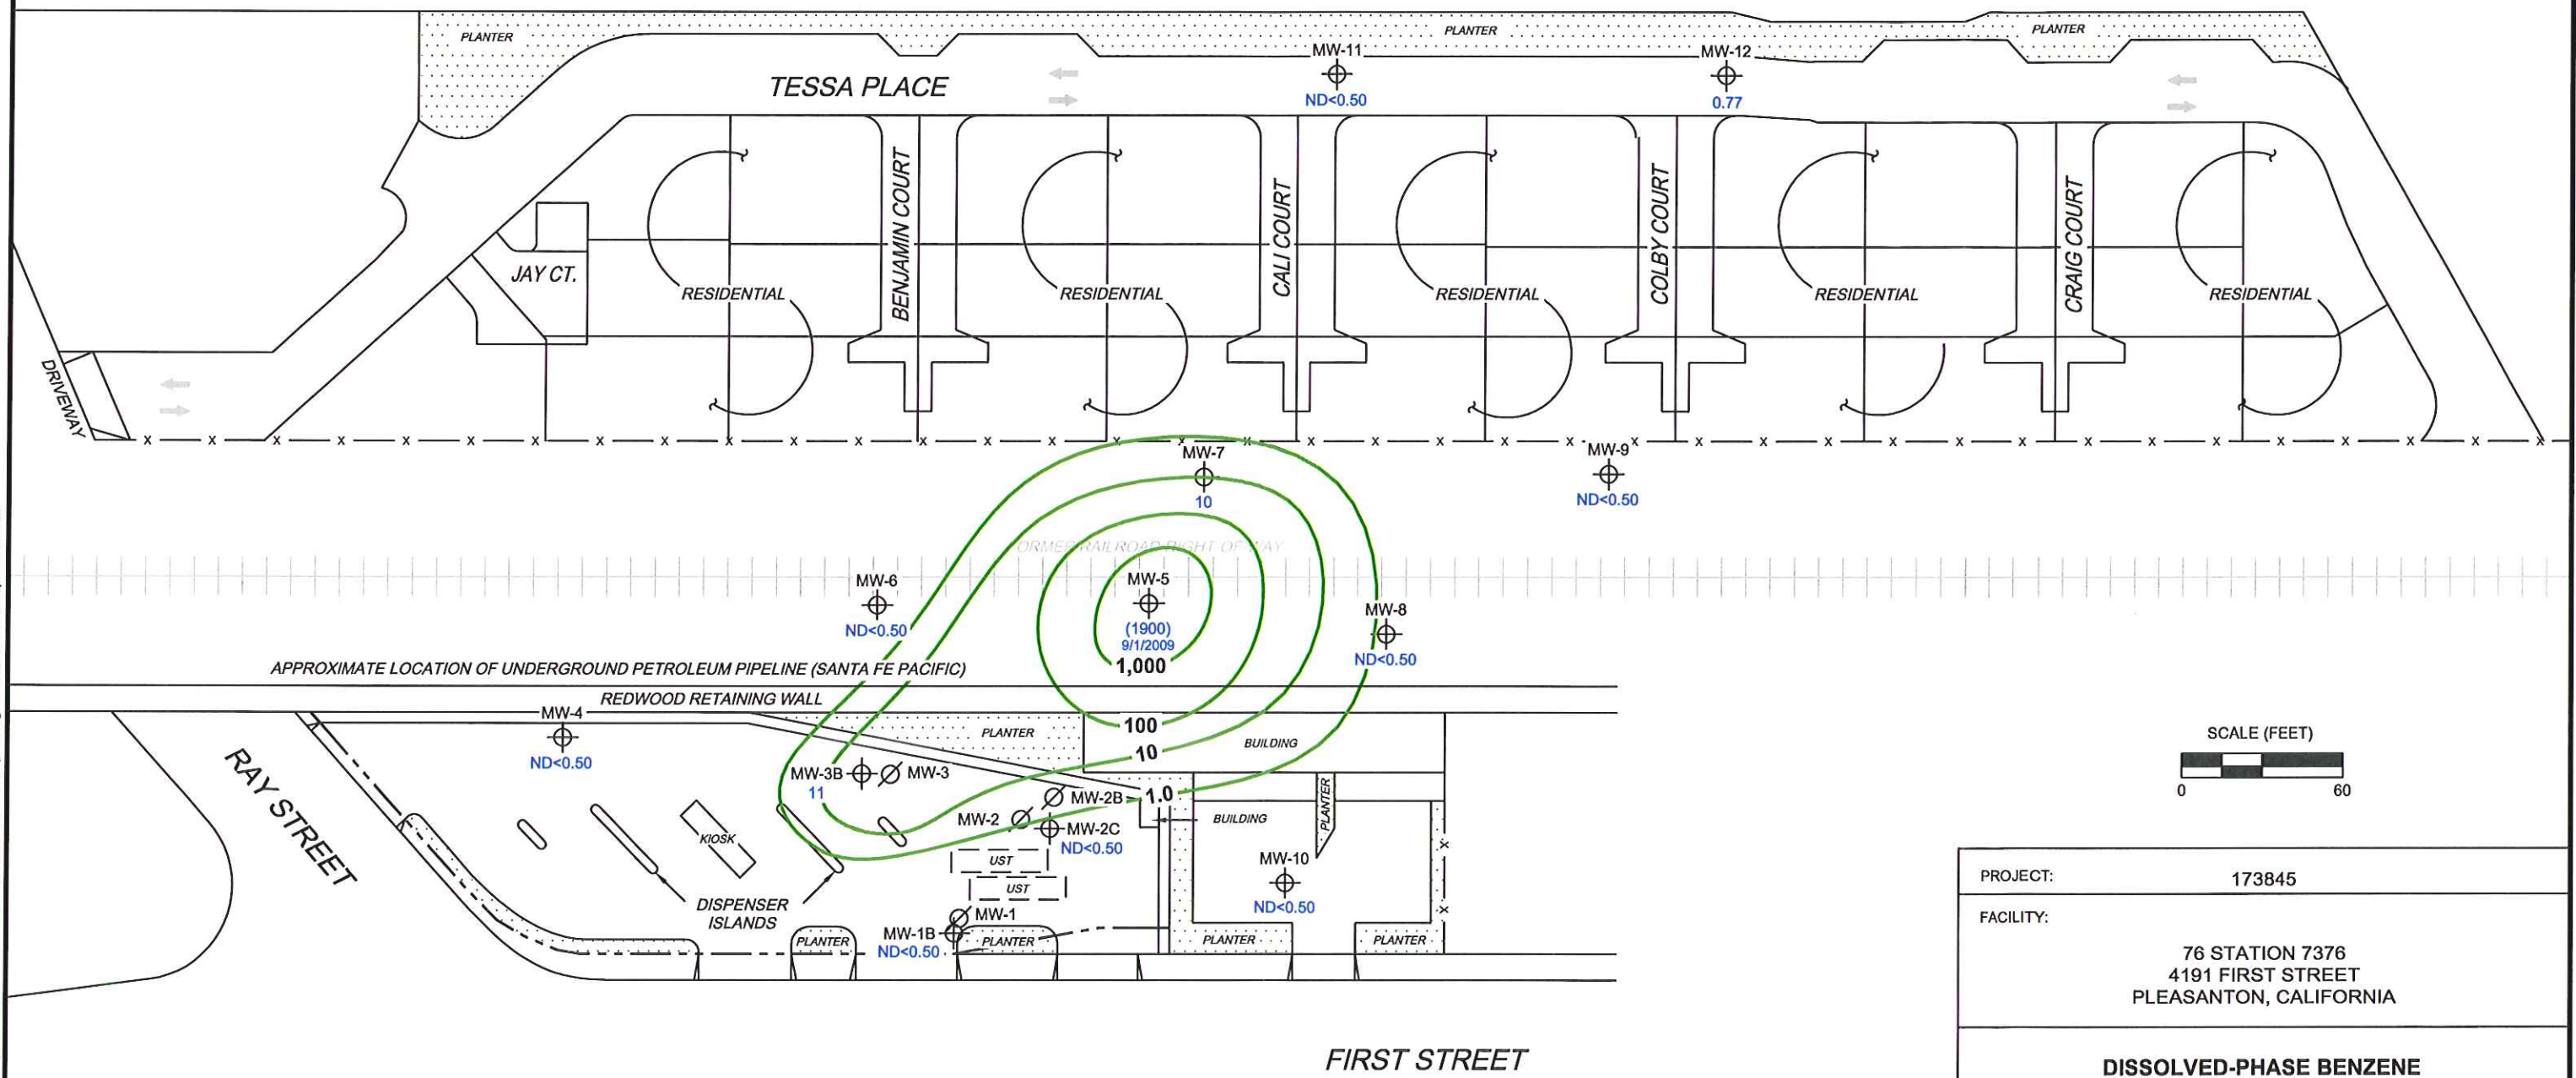 PLANTER
PLANTER
PLANTER
MW-11
ND<0.50
MW-12
0.77
TESSA PLACE
BENJAMIN COURT
CALI COURT
COLBY COURT
CRAIG COURT
JAY CT.
RESIDENTIAL
RESIDENTIAL
RESIDENTIAL
RESIDENTIAL
RESIDENTIAL
DRIVEWAY
MW-7
10
MW-9
ND<0.50
ORMER RAILROAD RIGHT-OF-WAY
MW-6
ND<0.50
MW-5
(1900)
9/1/2009
1,000
MW-8
ND<0.50
APPROXIMATE LOCATION OF UNDERGROUND PETROLEUM PIPELINE (SANTA FE PACIFIC)
REDWOOD RETAINING WALL
MW-4
ND<0.50
100
PLANTER
10
BUILDING
RAY STREET
MW-3B
MW-3
11
MW-2B
1.0
MW-2
MW-2C
ND<0.50
BUILDING
PLANTER
KIOSK
UST
UST
MW-10
ND<0.50
DISPENSER
ISLANDS
MW-1
MW-1B
ND<0.50
PLANTER
PLANTER
PLANTER
PLANTER
FIRST STREET
SCALE (FEET)
0 60
PROJECT: 173845
FACILITY:
76 STATION 7376
4191 FIRST STREET
PLEASANTON, CALIFORNIA
DISSOLVED-PHASE BENZENE